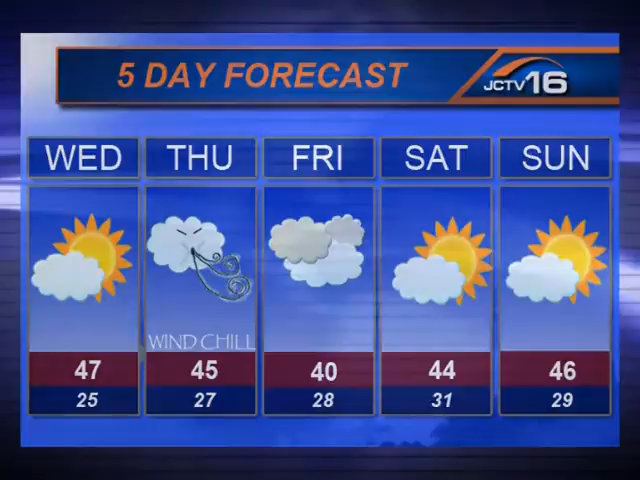 5 DAY FORECAST
JCTV16
WED THU FRI SAT SUN
WIND CHILL
47 45 40 44 46
25 27 28 31 29